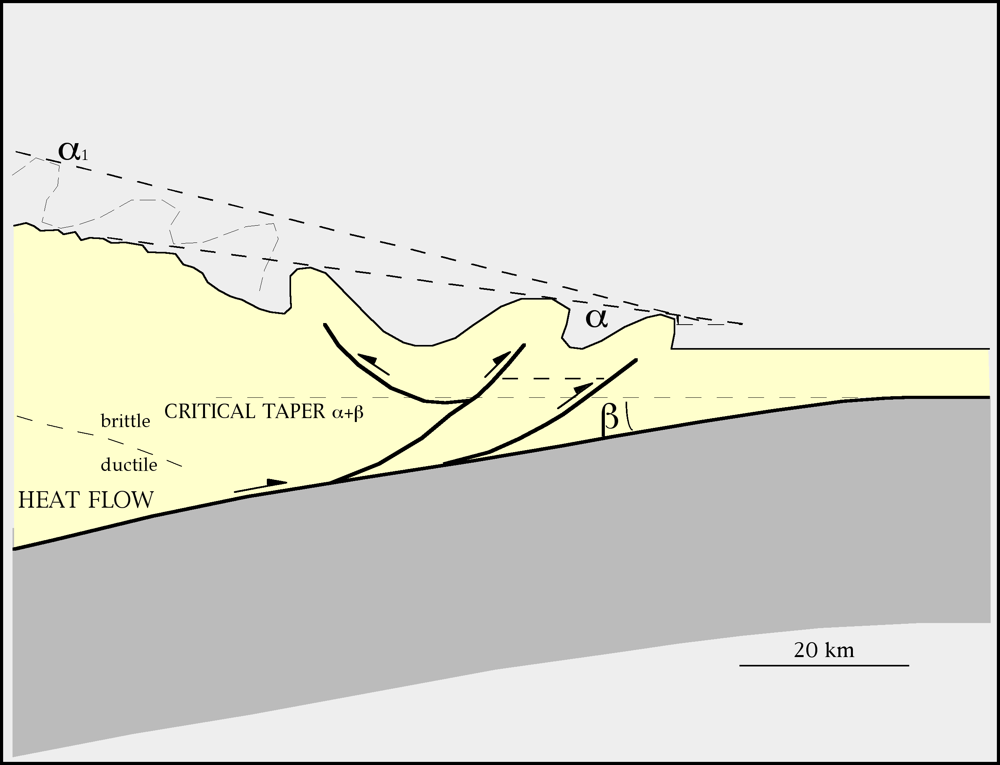 α1
α
CRITICAL TAPER α+β
β
brittle
ductile
HEAT FLOW
20 km